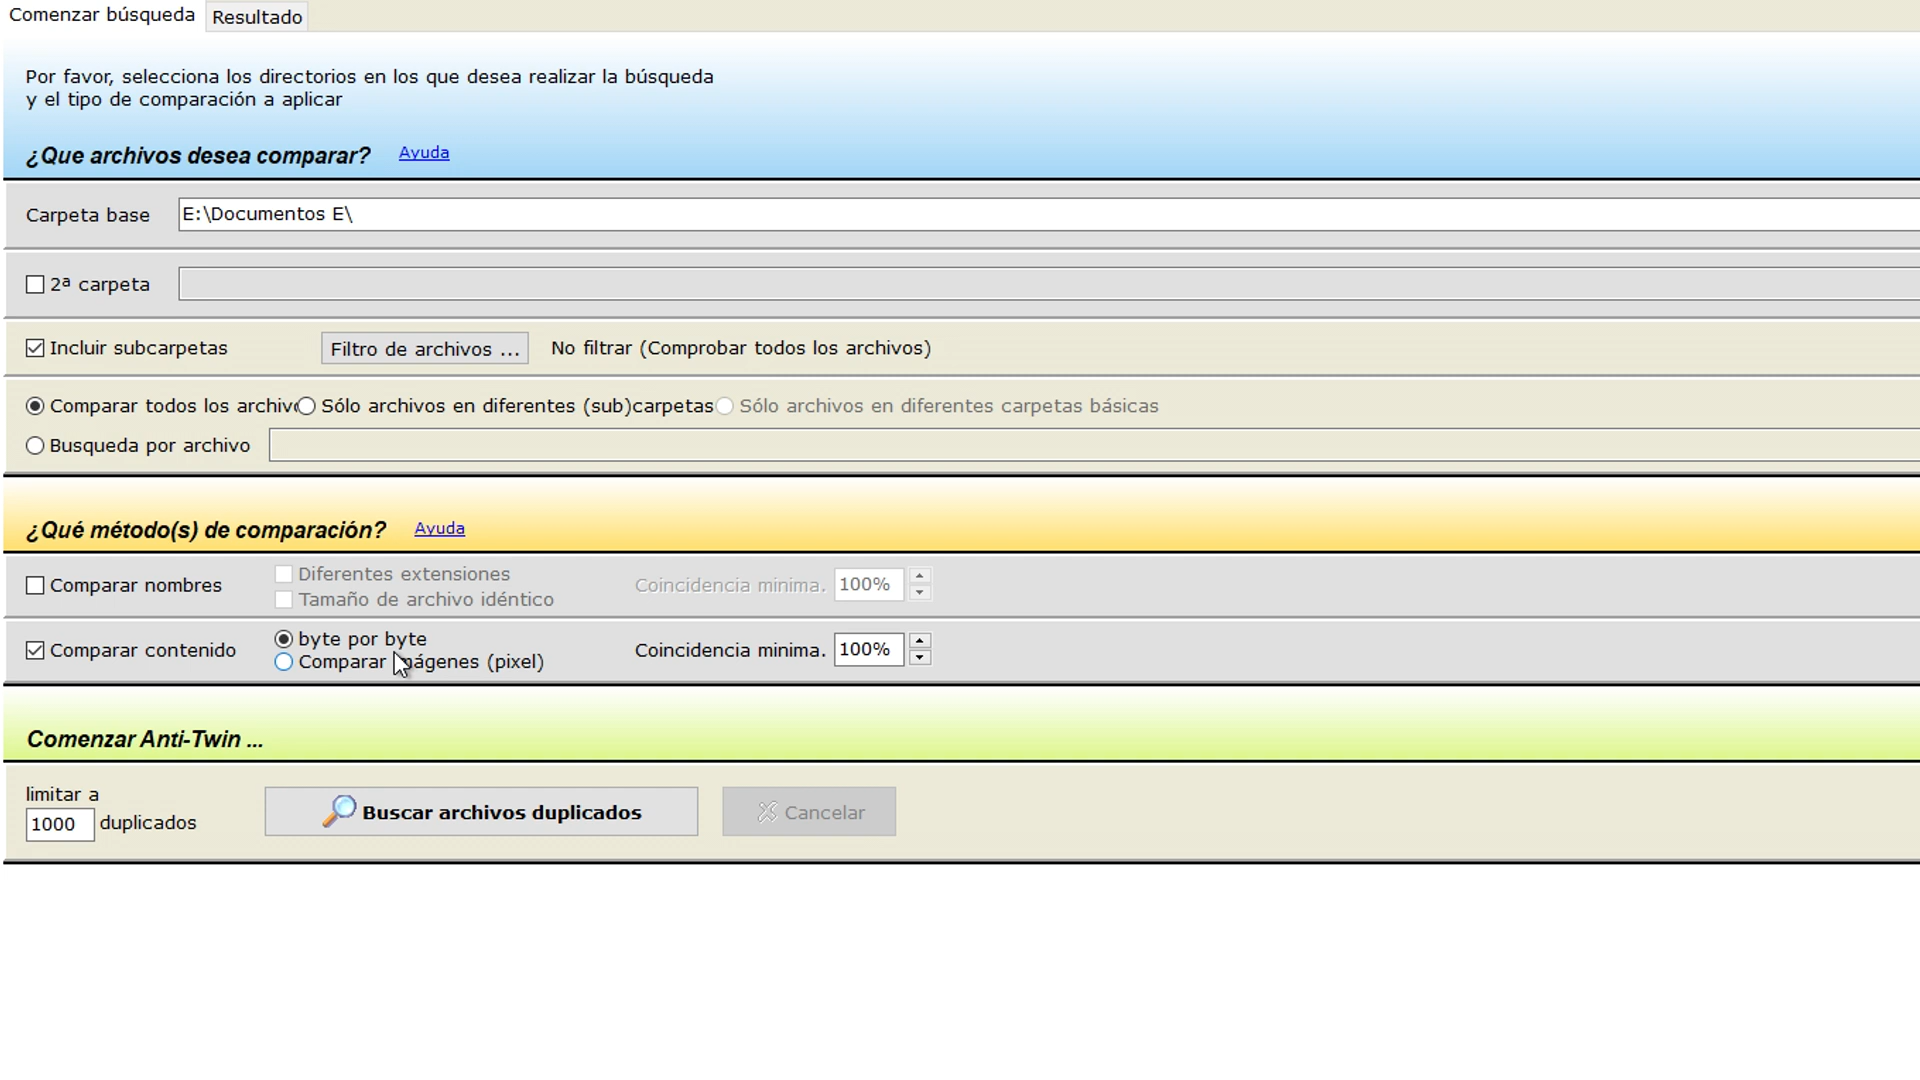 Comenzar búsqueda Resultado
Por favor, selecciona los directorios en los que desea realizar la búsqueda
y el tipo de comparación a aplicar
¿Que archivos desea comparar? Ayuda
Carpeta base E:\Documentos E\
2ª carpeta
Incluir subcarpetas Filtro de archivos ... No filtrar (Comprobar todos los archivos)
Comparar todos los archivo Sólo archivos en diferentes (sub)carpetas Sólo archivos en diferentes carpetas básicas
Busqueda por archivo
¿Qué método(s) de comparación? Ayuda
Comparar nombres Diferentes extensiones Coincidencia minima. 100%
Tamaño de archivo idéntico
Comparar contenido byte por byte Coincidencia minima. 100%
Comparar imágenes (pixel)
Comenzar Anti-Twin ...
limitar a
1000 duplicados Buscar archivos duplicados Cancelar